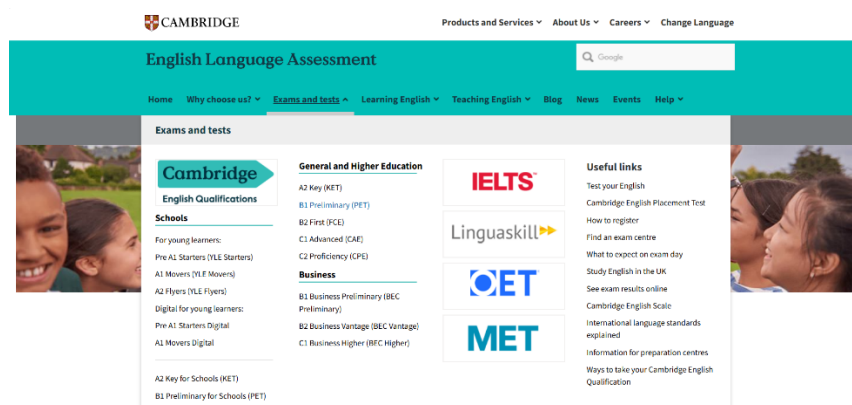 CAMBRIDGE
Products and Services About Us Careers Change Language
English Language Assessment
Google
Home Why choose us? Exams and tests Learning English Teaching English Blog News Events Help
Exams and tests
Cambridge
English Qualifications
Schools
For young learners:
Pre A1 Starters (YLE Starters)
A1 Movers (YLE Movers)
A2 Flyers (YLE Flyers)
Digital for young learners:
Pre A1 Starters Digital
A1 Movers Digital
A2 Key for Schools (KET)
B1 Preliminary for Schools (PET)
General and Higher Education
A2 Key (KET)
B1 Preliminary (PET)
B2 First (FCE)
C1 Advanced (CAE)
C2 Proficiency (CPE)
Business
B1 Business Preliminary (BEC
Preliminary)
B2 Business Vantage (BEC Vantage)
C1 Business Higher (BEC Higher)
IELTS
Linguaskill
OET
MET
Useful links
Test your English
Cambridge English Placement Test
How to register
Find an exam centre
What to expect on exam day
Study English in the UK
See exam results online
Cambridge English Scale
International language standards
explained
Information for preparation centres
Ways to take your Cambridge English
Qualification